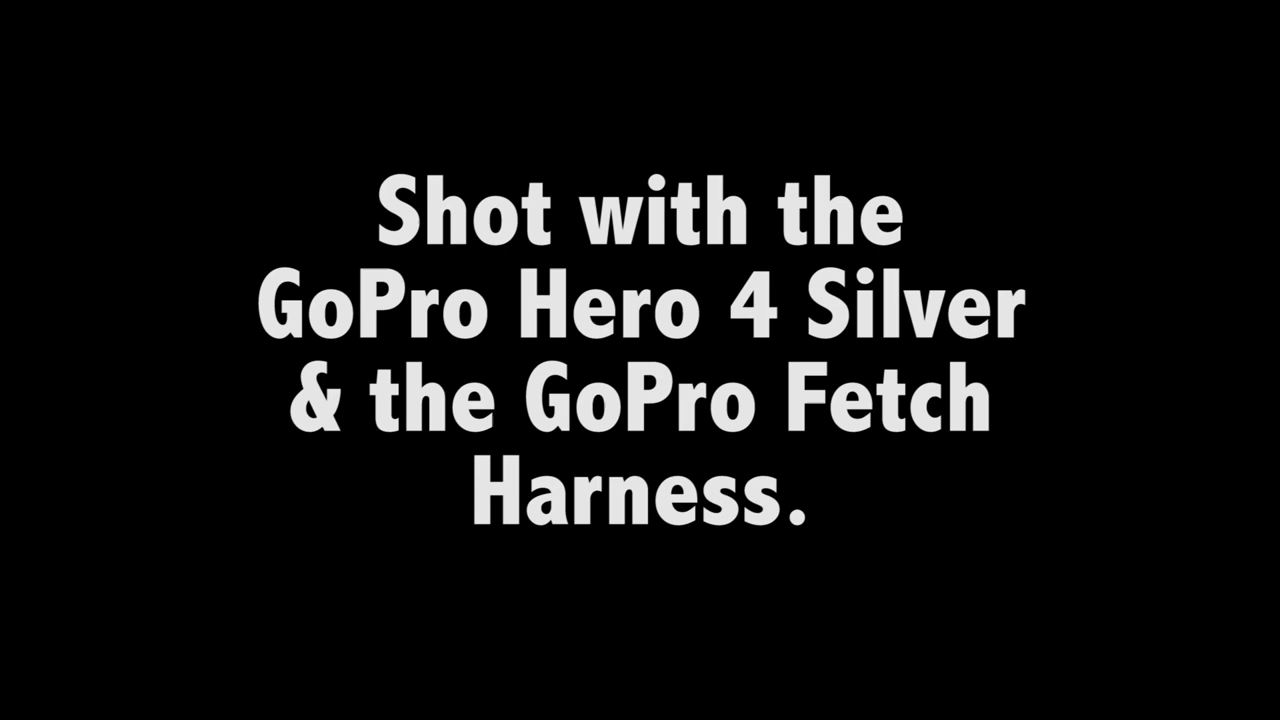 Shot with the
GoPro Hero 4 Silver
& the GoPro Fetch
Harness.